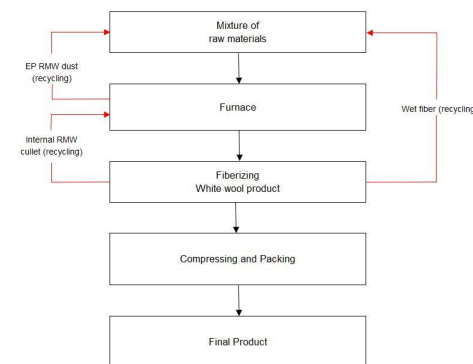 Mixture of
raw materials
EP RMW dust
(recycling)
Furnace
Wet fiber (recycling
Internal RMW
cullet (recycling)
Fiberizing
White wool product
Compressing and Packing
Final Product